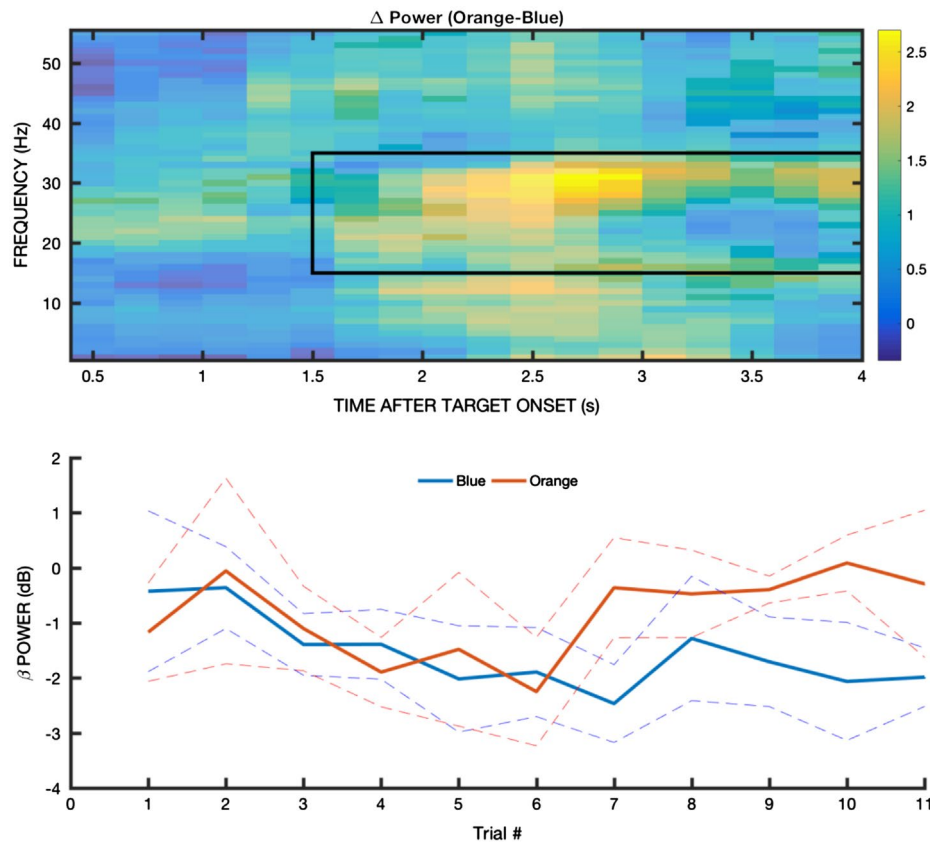 Δ Power (Orange-Blue)
FREQUENCY (Hz)
50
40
30
20
10
2.5
2
1.5
1
0.5
0
0.5 1 1.5 2 2.5 3 3.5 4
TIME AFTER TARGET ONSET (s)
β POWER (dB)
2
1
0
-1
-2
-3
-4
Blue Orange
0 1 2 3 4 5 6 7 8 9 10 11
Trial #